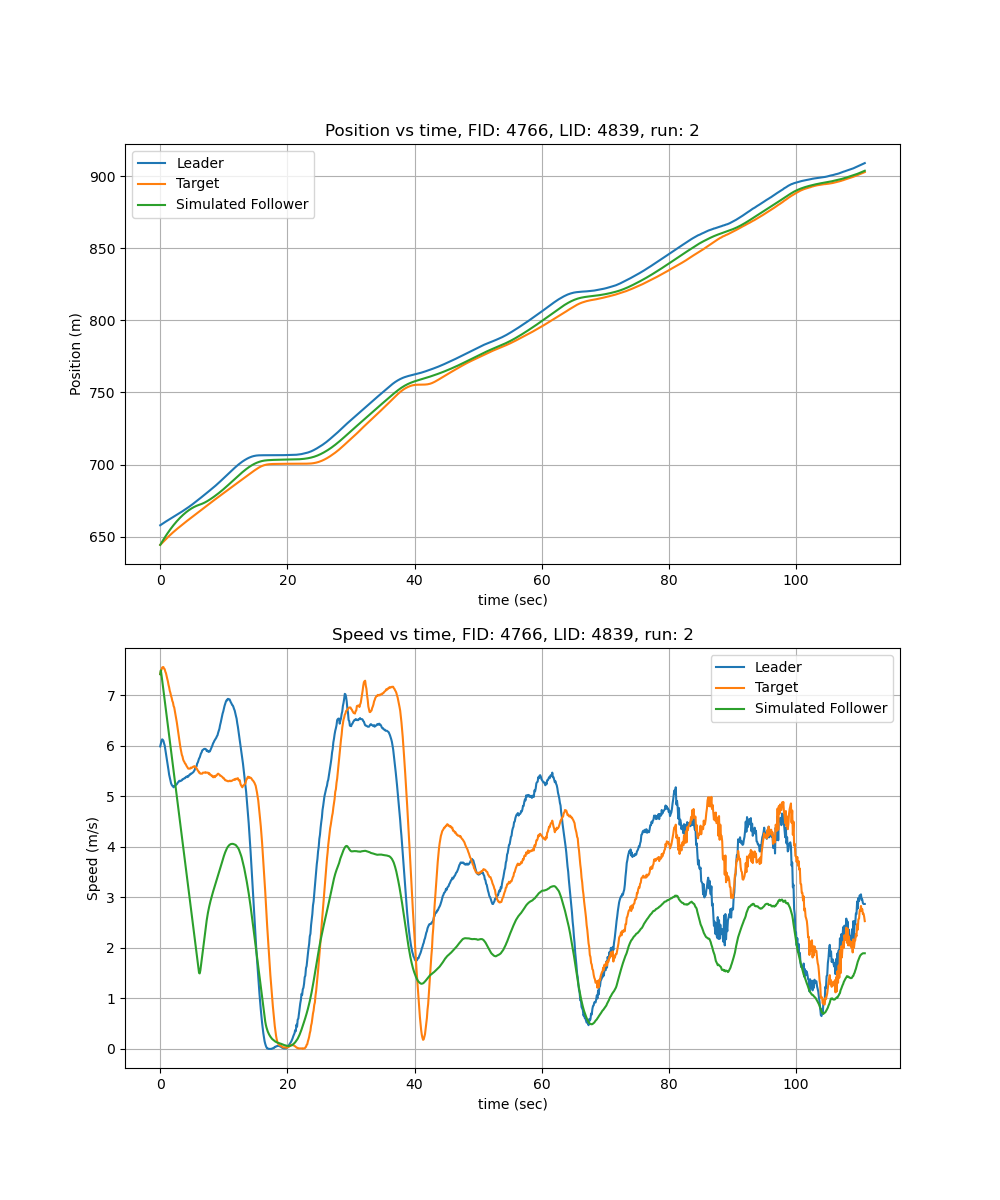 Position vs time, FID: 4766, LID: 4839, run: 2
Leader
Target
Simulated Follower
900
850
800
750
700
650
Position (m)
0 20 40 60 80 100
time (sec)
Speed vs time, FID: 4766, LID: 4839, run: 2
Leader
Target
Simulated Follower
7
6
5
4
3
2
1
0
Speed (m/s)
0 20 40 60 80 100
time (sec)